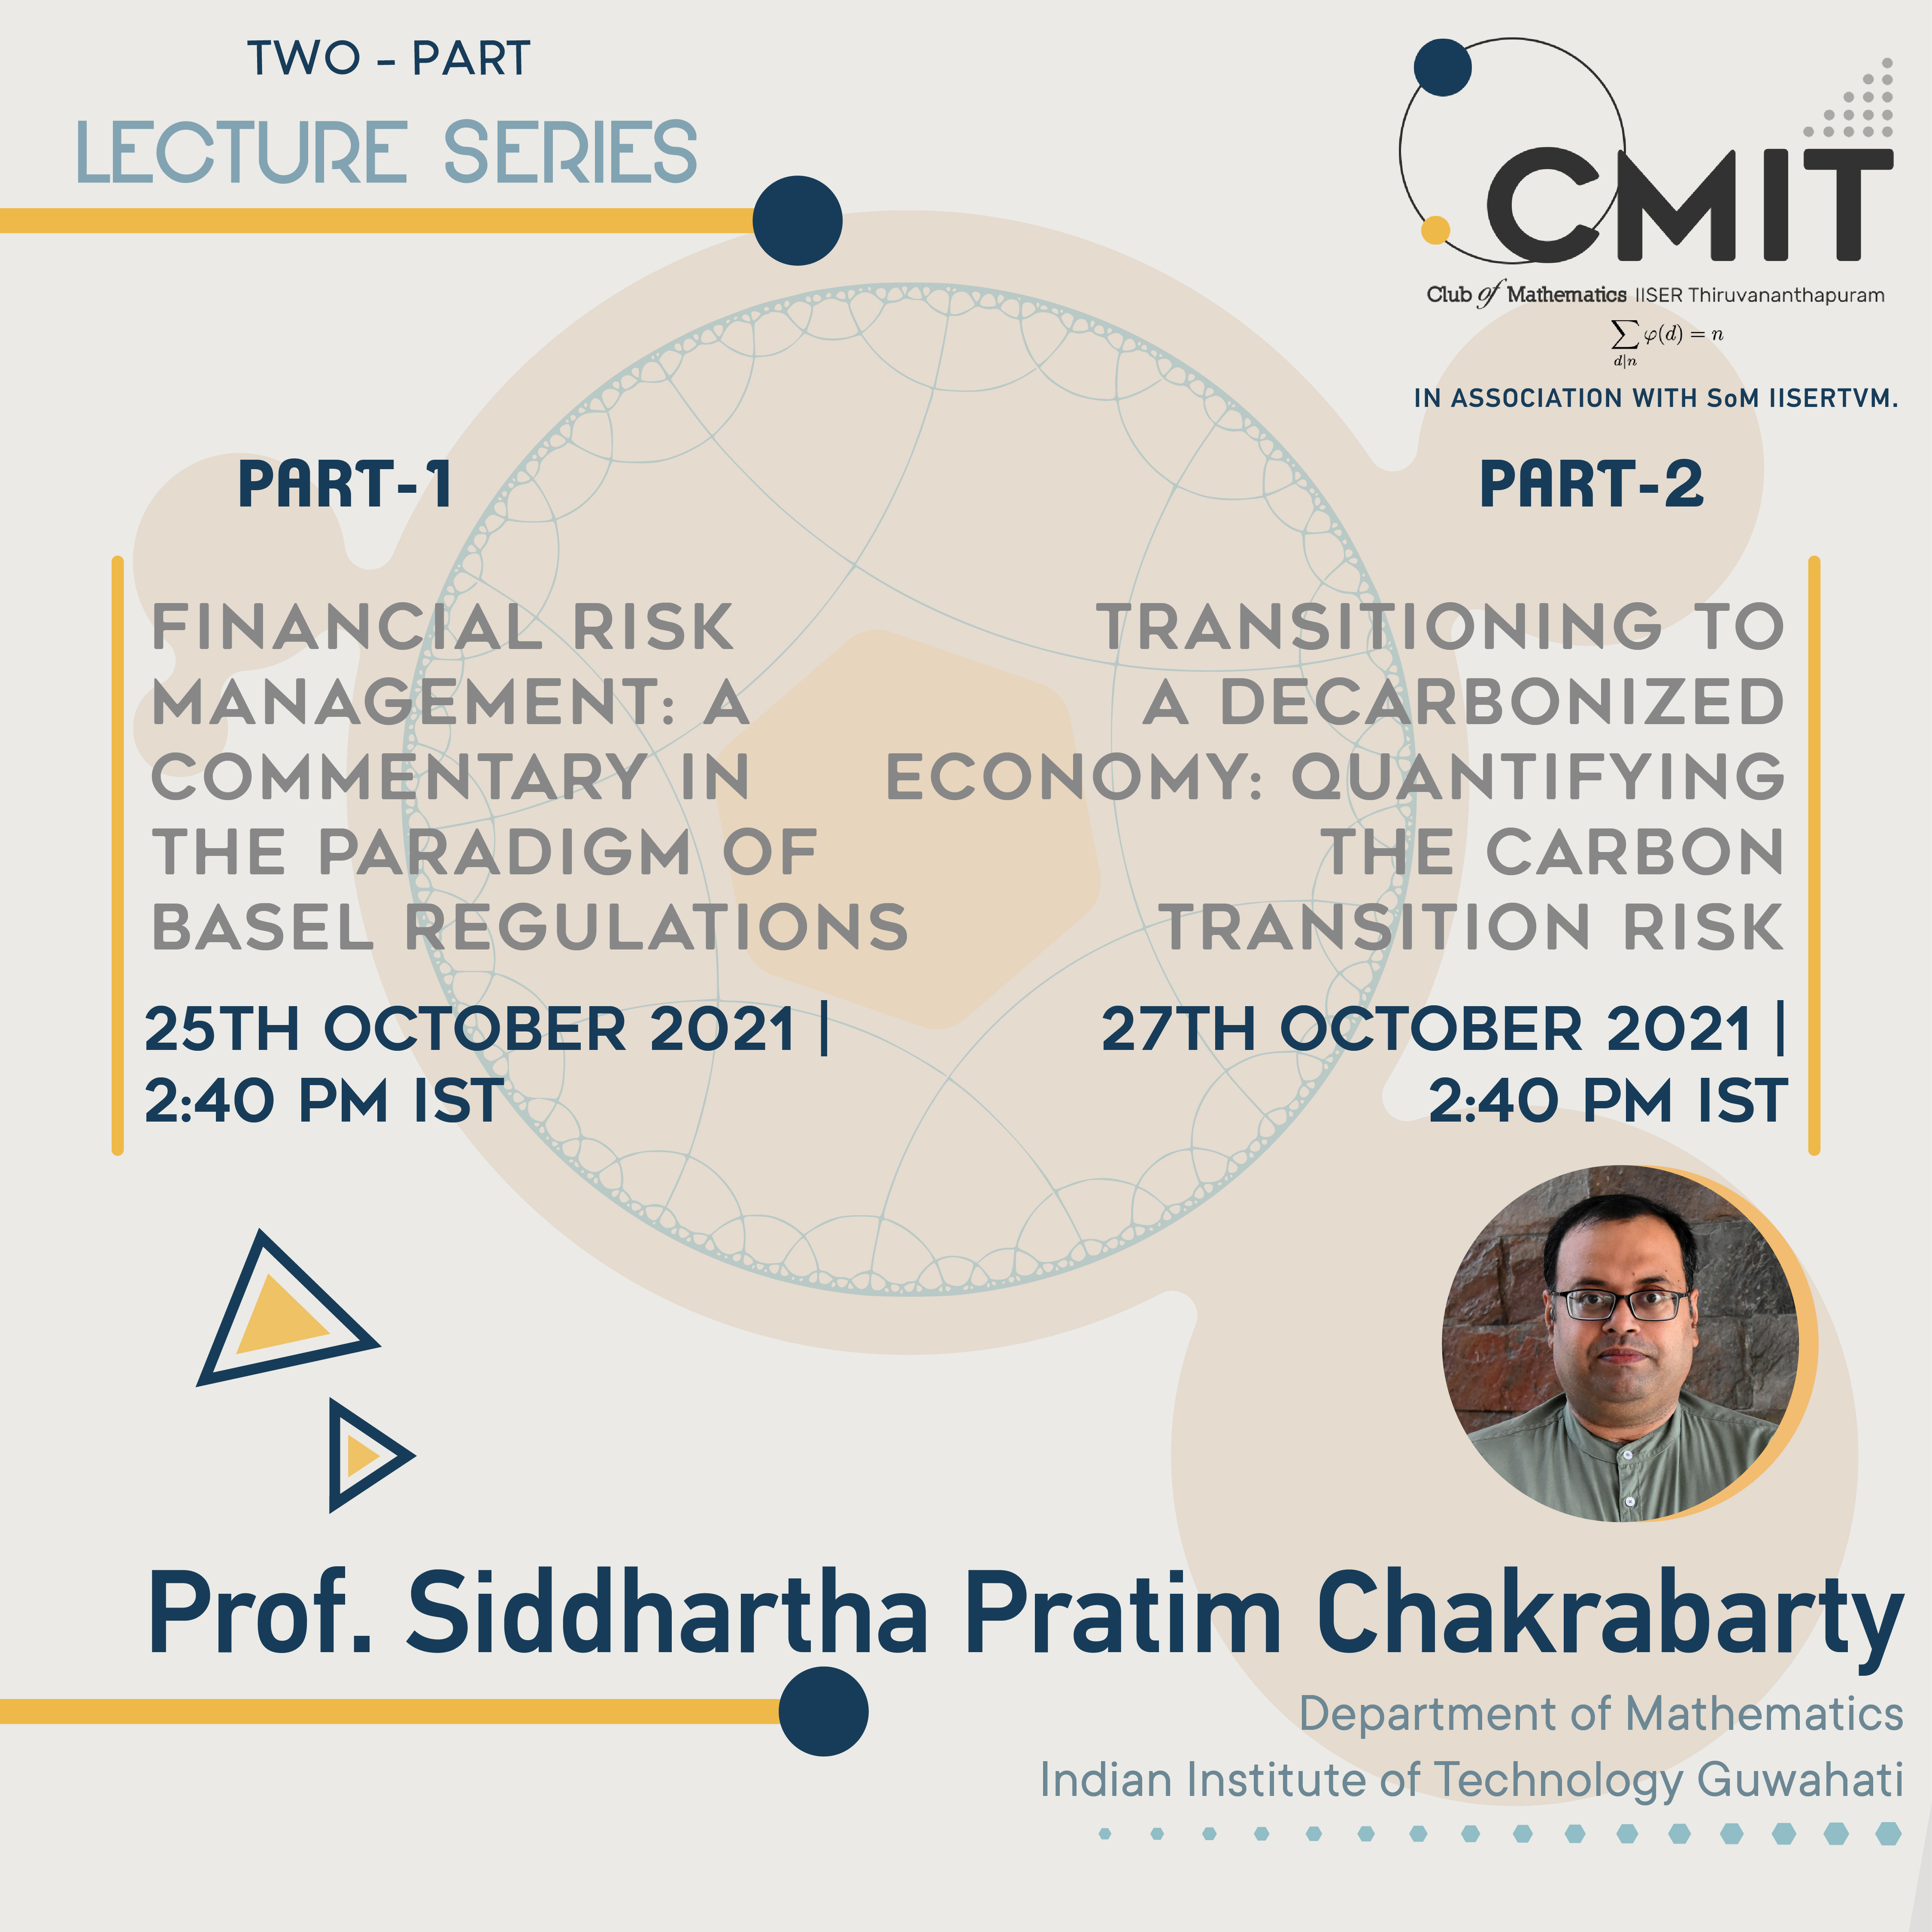 TWO - PART
LECTURE SERIES
CMIT
Club of Mathematics IISER Thiruvananthapuram
∑ φ(d) = n
d|n
IN ASSOCIATION WITH SoM IISERTVM.
PART-1
FINANCIAL RISK
MANAGEMENT: A
COMMENTARY IN
THE PARADIGM OF
BASEL REGULATIONS
25TH OCTOBER 2021 |
2:40 PM IST
PART-2
TRANSITIONING TO
A DECARBONIZED
ECONOMY: QUANTIFYING
THE CARBON
TRANSITION RISK
27TH OCTOBER 2021 |
2:40 PM IST
Prof. Siddhartha Pratim Chakrabarty
Department of Mathematics
Indian Institute of Technology Guwahati